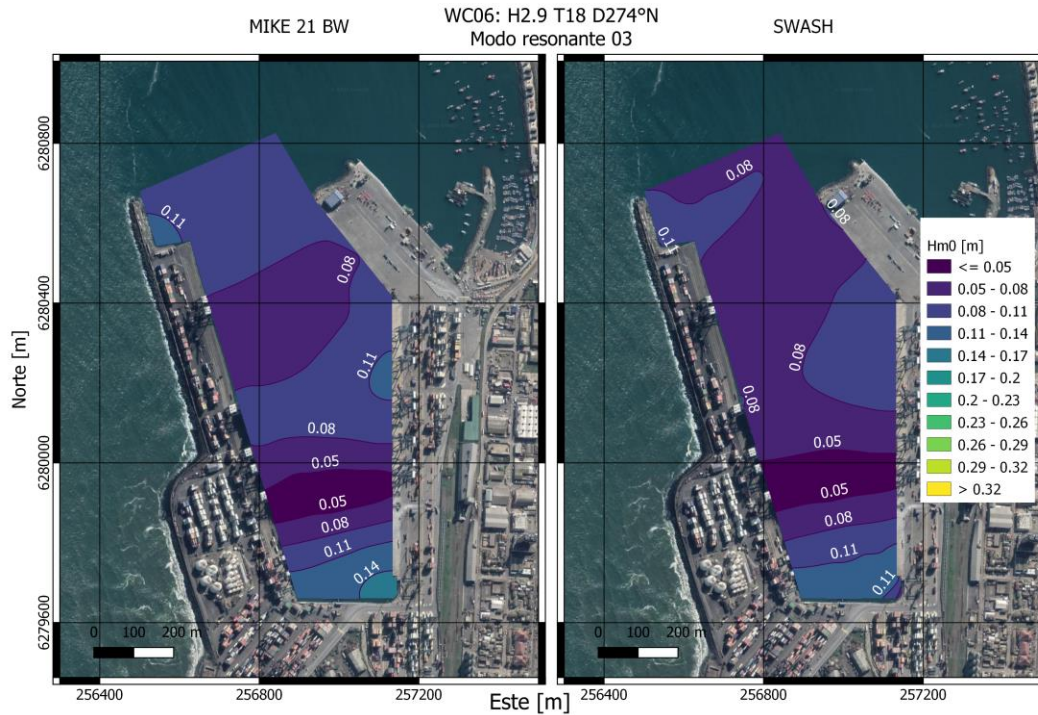 WC06: H2.9 T18 D274°N
MIKE 21 BW
SWASH
Modo resonante 03
Norte [m]
6280800
6280400
6280000
6279600
0.11
0.08
0.11
0.08
0.05
0.05
0.08
0.11
0.14
0 100 200 m
0.08
0.11
0.08
0.08
0.08
0.05
0.05
0.08
0.11
0.11
0 100 200 m
Hm0 [m]
<= 0.05
0.05 - 0.08
0.08 - 0.11
0.11 - 0.14
0.14 - 0.17
0.17 - 0.2
0.2 - 0.23
0.23 - 0.26
0.26 - 0.29
0.29 - 0.32
> 0.32
256400 256800 257200 256400 256800 257200
Este [m]